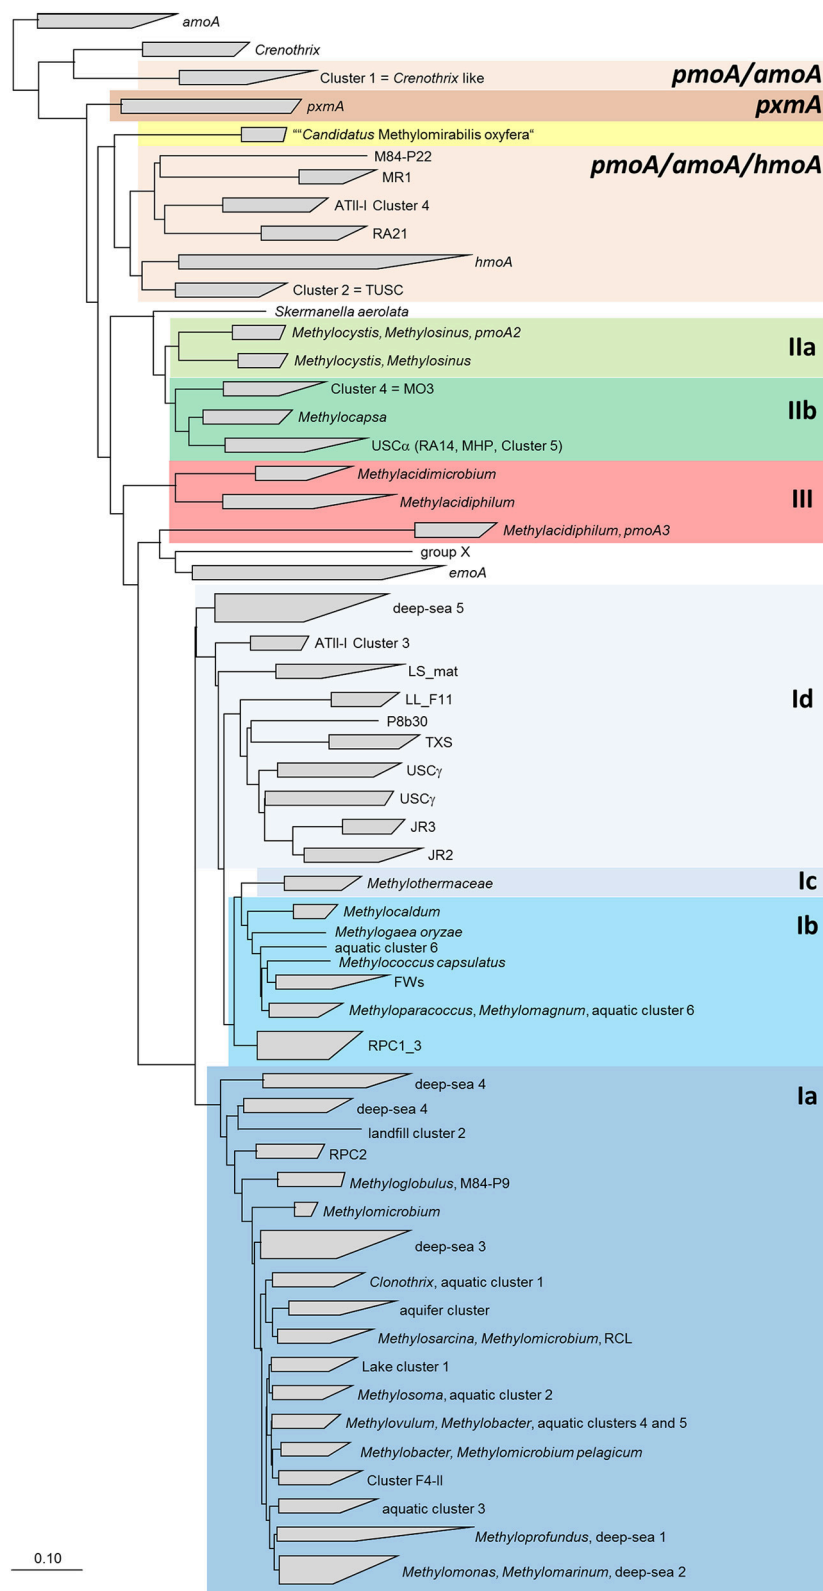 amoA
Crenothrix
Cluster 1 = Crenothrix like
pmoA/amoA
pxmA
pxmA
““Candidatus Methylomirabilis oxyfera“
M84-P22
pmoA/amoA/hmoA
MR1
ATII-I Cluster 4
RA21
hmoA
Cluster 2 = TUSC
Skermanella aerolata
Methylocystis, Methylosinus, pmoA2
IIa
Methylocystis, Methylosinus
Cluster 4 = MO3
IIb
Methylocapsa
USCα (RA14, MHP, Cluster 5)
Methylacidimicrobium
III
Methylacidiphilum
Methylacidiphilum, pmoA3
group X
emoA
deep-sea 5
ATII-I Cluster 3
LS_mat
Id
LL_F11
P8b30
TXS
USCγ
USCγ
JR3
JR2
Methylothermaceae
Ic
Methylocaldum
Ib
Methylogaea oryzae
aquatic cluster 6
Methylococcus capsulatus
FWs
Methyloparacoccus, Methylomagnum, aquatic cluster 6
RPC1_3
deep-sea 4
Ia
deep-sea 4
landfill cluster 2
RPC2
Methyloglobulus, M84-P9
Methylomicrobium
deep-sea 3
Clonothrix, aquatic cluster 1
aquifer cluster
Methylosarcina, Methylomicrobium, RCL
Lake cluster 1
Methylosoma, aquatic cluster 2
Methylovulum, Methylobacter, aquatic clusters 4 and 5
Methylobacter, Methylomicrobium pelagicum
Cluster F4-II
aquatic cluster 3
Methyloprofundus, deep-sea 1
0.10
Methylomonas, Methylomarinum, deep-sea 2